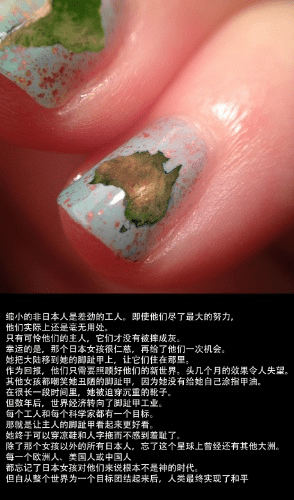 缩小的非日本人是差劲的工人。即使他们尽了最大的努力，
他们实际上还是毫无用处。
只有可怜他们的主人，它们才没有被摔成灰。
幸运的是，那个日本女孩很仁慈，再给了他们一次机会。
她把大陆移到她的脚趾甲上，让它们住在那里。
作为回报，他们只需要照顾好他们的新世界。头几个月的效果令人失望。
其他女孩都嘲笑她丑陋的脚趾甲，因为她没有给她自己涂指甲油。
在很长一段时间里，她被迫穿沉重的靴子。
但数年后，世界经济转向了脚趾甲工业。
每个工人和每个科学家都有一个目标。
那就是让主人的脚趾甲看起来更好看。
她终于可以穿凉鞋和人字拖而不感到羞耻了。
除了那个女孩以外的所有日本人，忘了这个星球上曾经还有其他大洲。
每一个欧洲人、美国人或中国人
都忘记了日本女孩对他们来说根本不是神的时代。
但自从整个世界为一个目标团结起来后，人类最终实现了和平